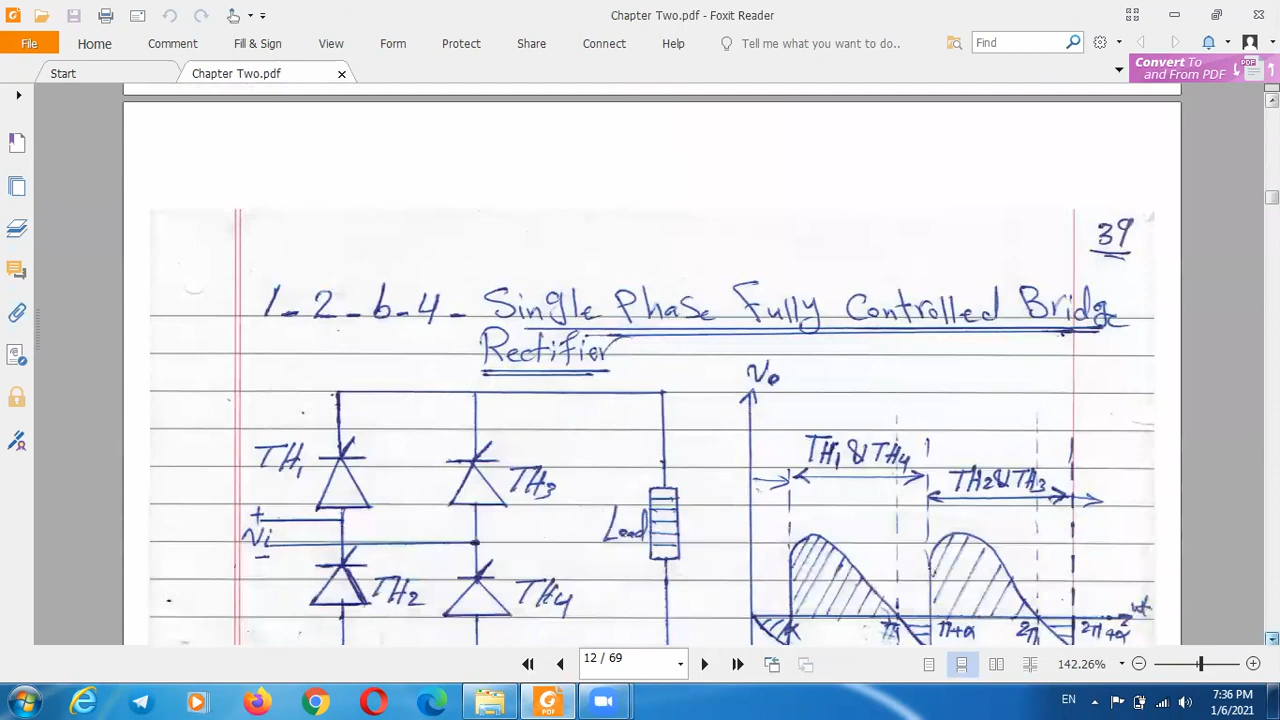 Chapter Two.pdf - Foxit Reader
File Home Comment Fill & Sign View Form Protect Share Connect Help Tell me what you want to do.. Find
Start Chapter Two.pdf
Convert To
and From PDF
39
1-2-b-4- Single Phase Fully Controlled Bridge
Rectifier
Vo
TH1 & TH4
TH2 & TH3
TH1
TH3
+
Vi
-
Load
TH2
TH4
α π π+α 2π 2π+α wt
12 / 69
142.26%
EN
7:36 PM
1/6/2021